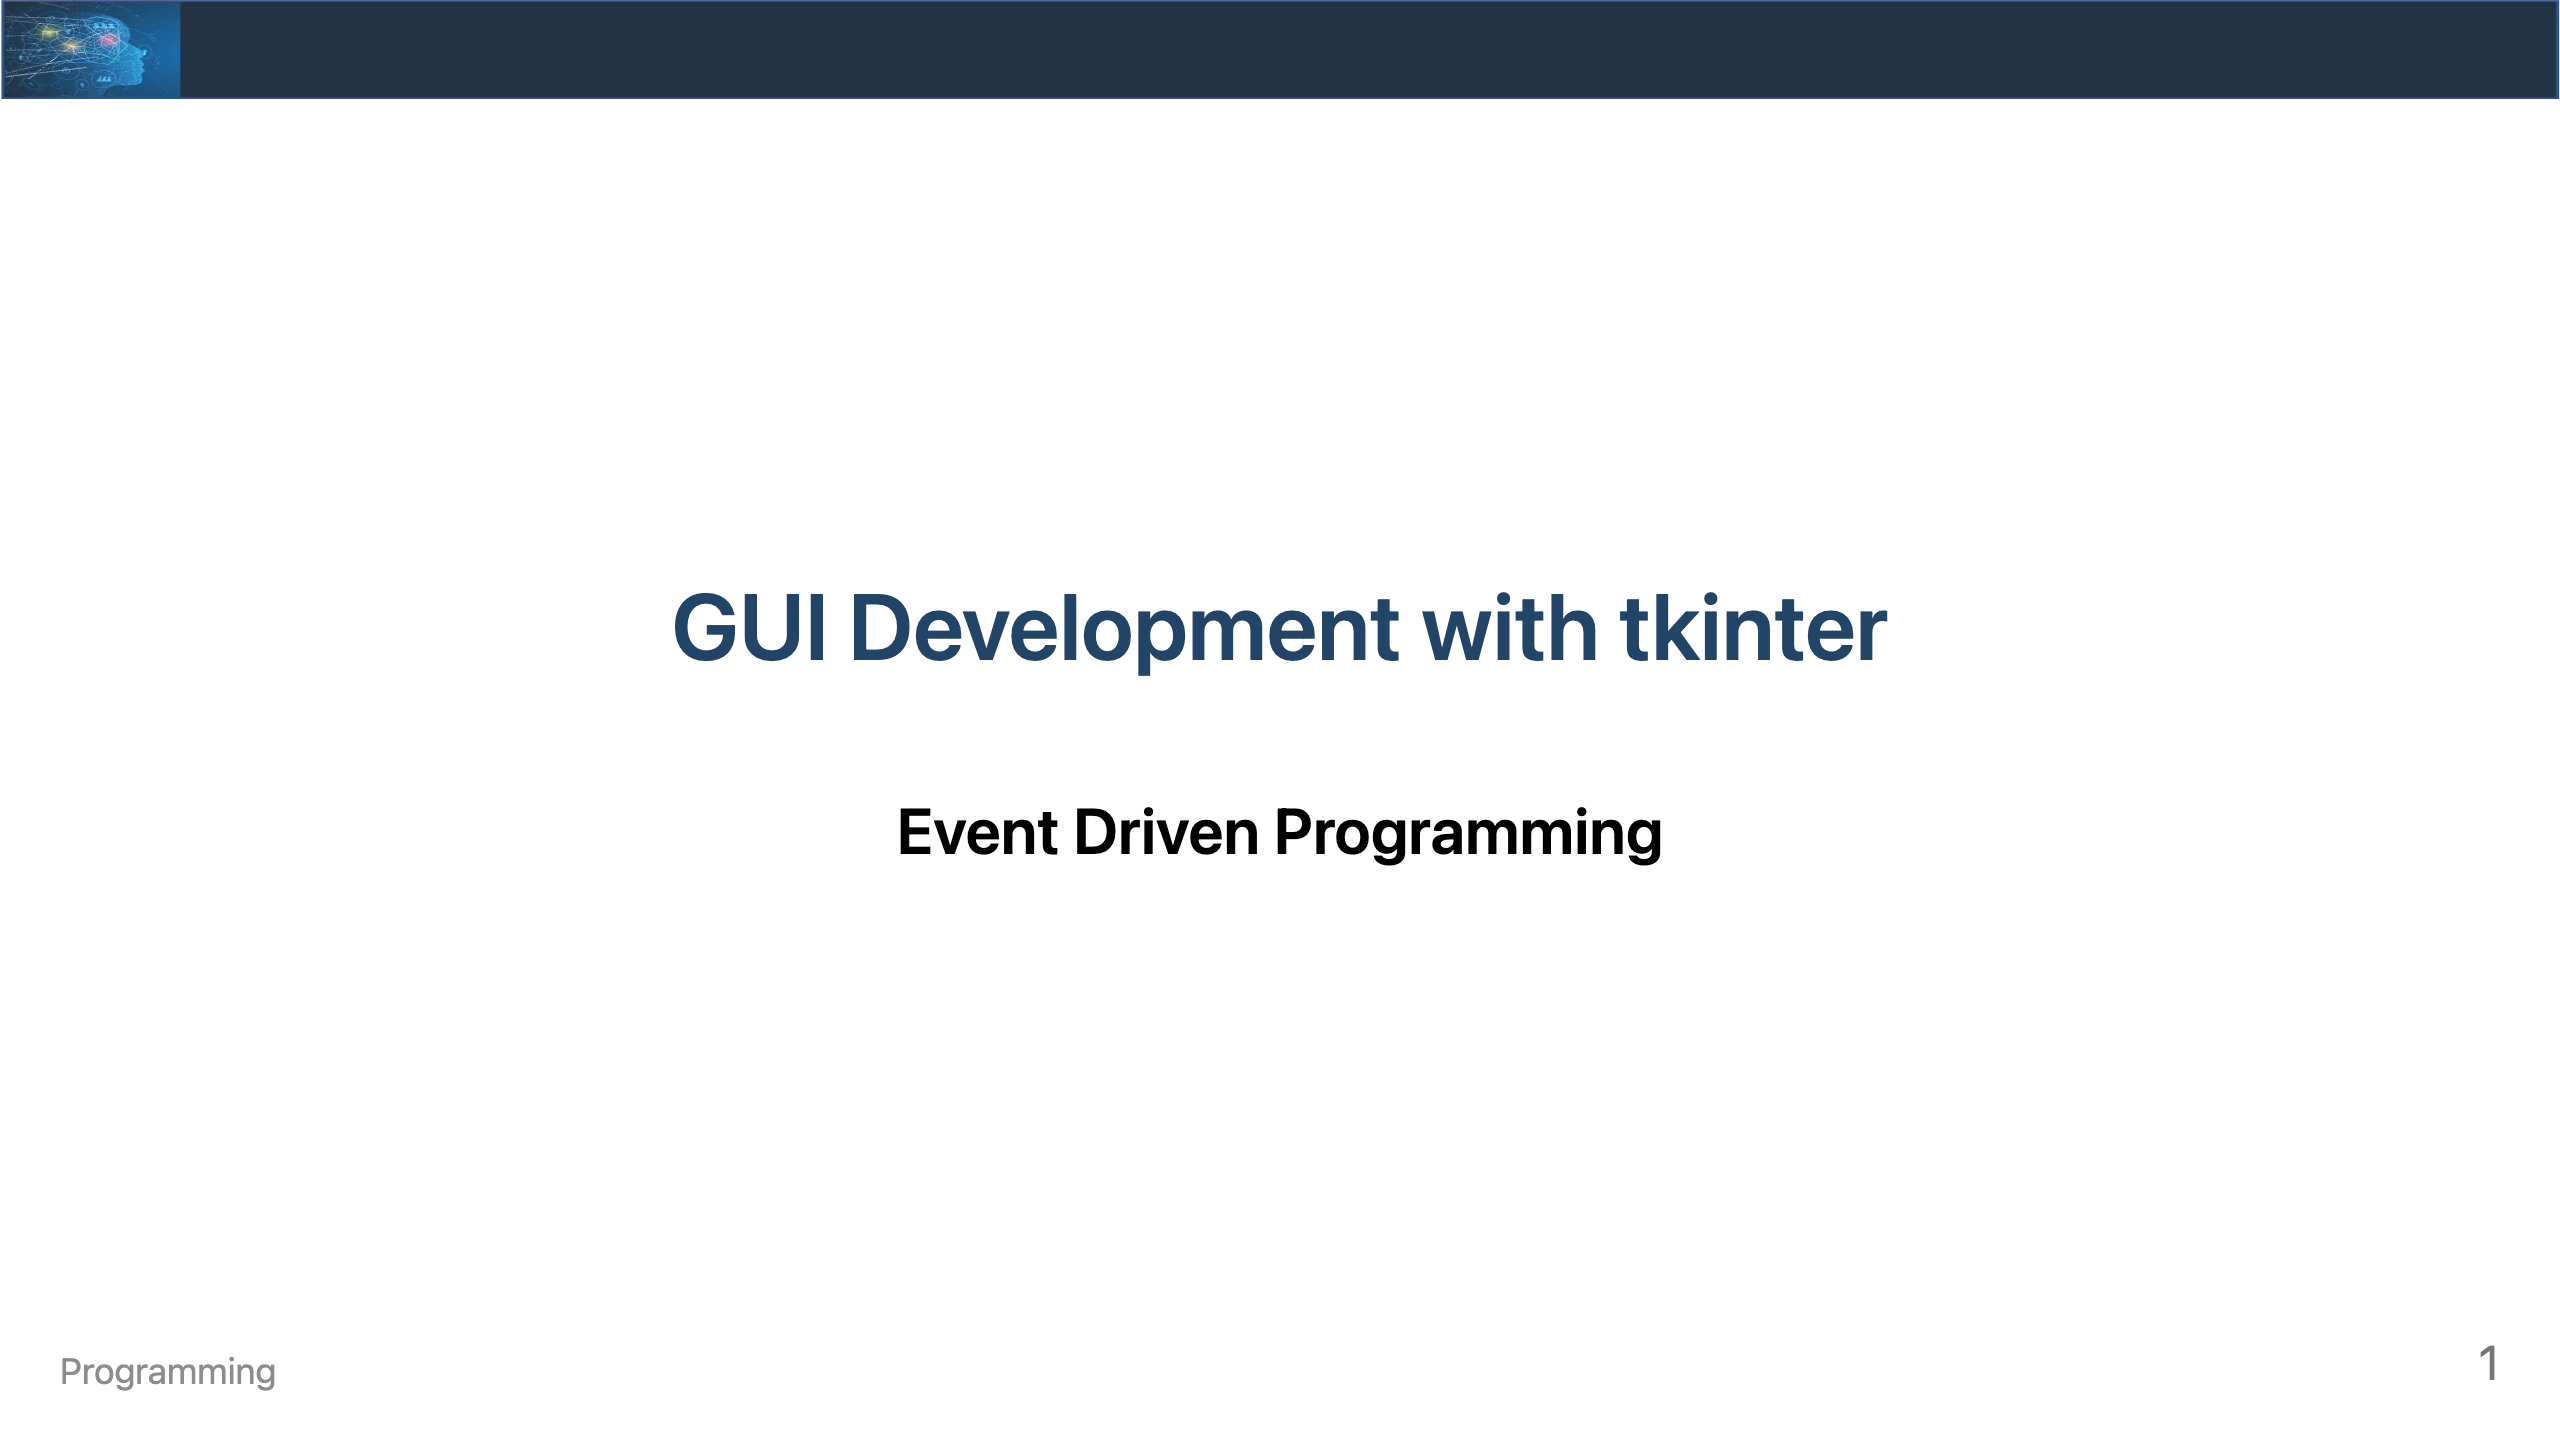 GUI Development with tkinter
Event Driven Programming
Programming
1